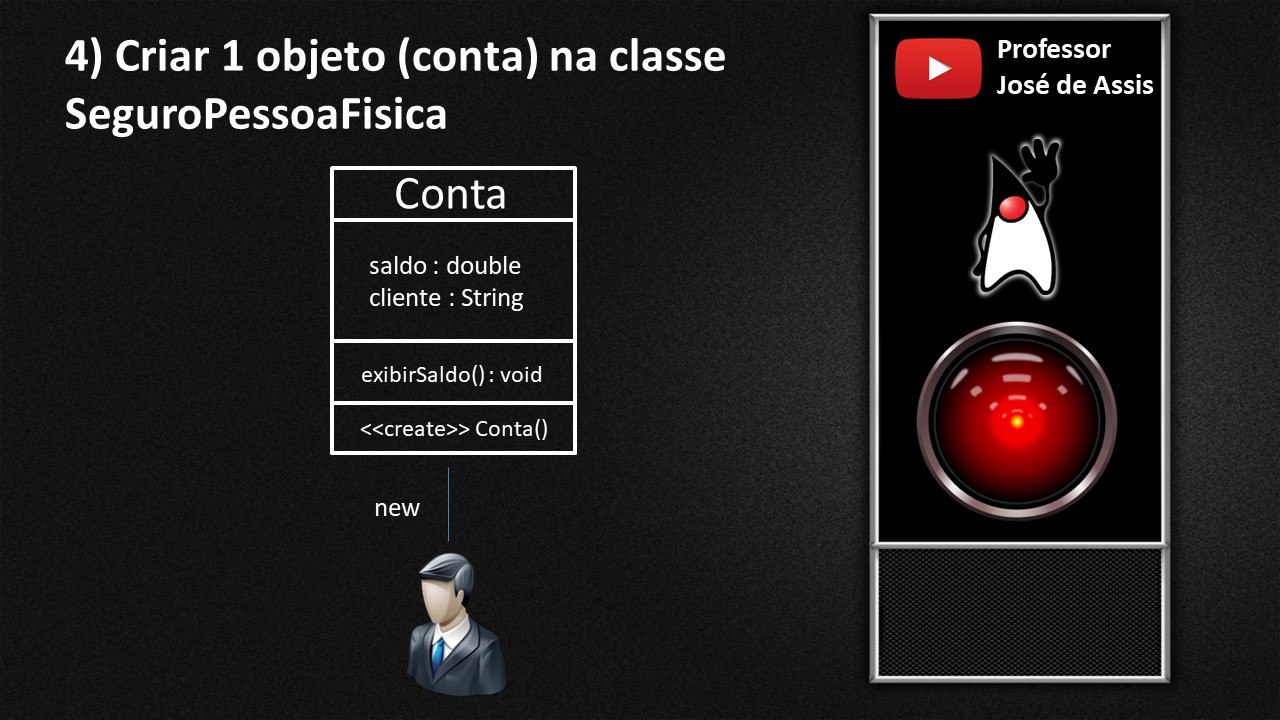 4) Criar 1 objeto (conta) na classe
SeguroPessoaFisica
Conta
saldo : double
cliente : String
exibirSaldo() : void
<<create>> Conta()
new
Professor
José de Assis